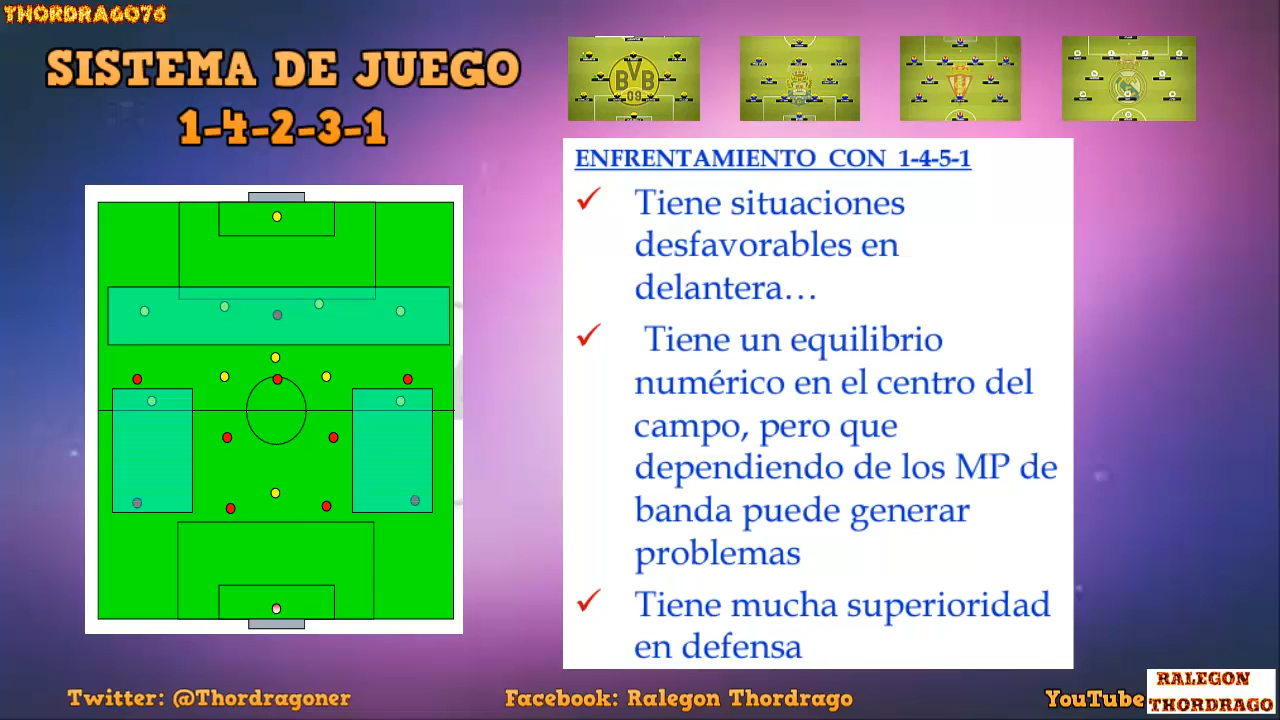 THORDRAGO76
SISTEMA DE JUEGO
1-4-2-3-1
BVB
09
ENFRENTAMIENTO CON 1-4-5-1
Tiene situaciones
desfavorables en
delantera…
Tiene un equilibrio
numérico en el centro del
campo, pero que
dependiendo de los MP de
banda puede generar
problemas
Tiene mucha superioridad
en defensa
Twitter: @Thordragoner
Facebook: Ralegon Thordrago
YouTube
RALEGON
THORDRAGO